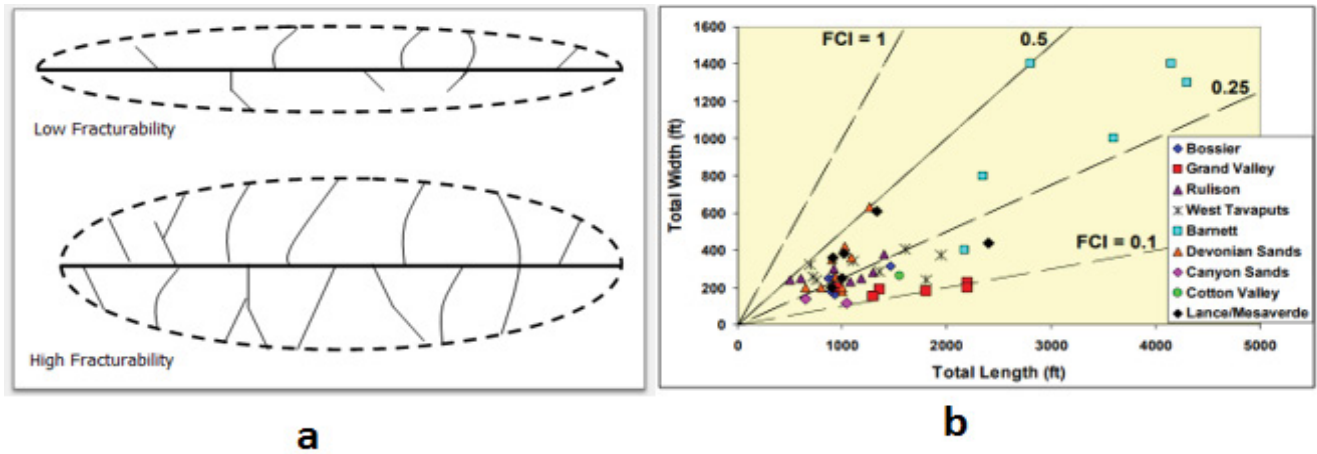 Low Fracturability
High Fracturability
a
1600
1400
1200
1000
800
600
400
200
0
Total Width (ft)
FCI = 1
0.5
0.25
FCI = 0.1
Bossier
Grand Valley
Rulison
West Tavaputs
Barnett
Devonian Sands
Canyon Sands
Cotton Valley
Lance/Mesaverde
0 1000 2000 3000 4000 5000
Total Length (ft)
b